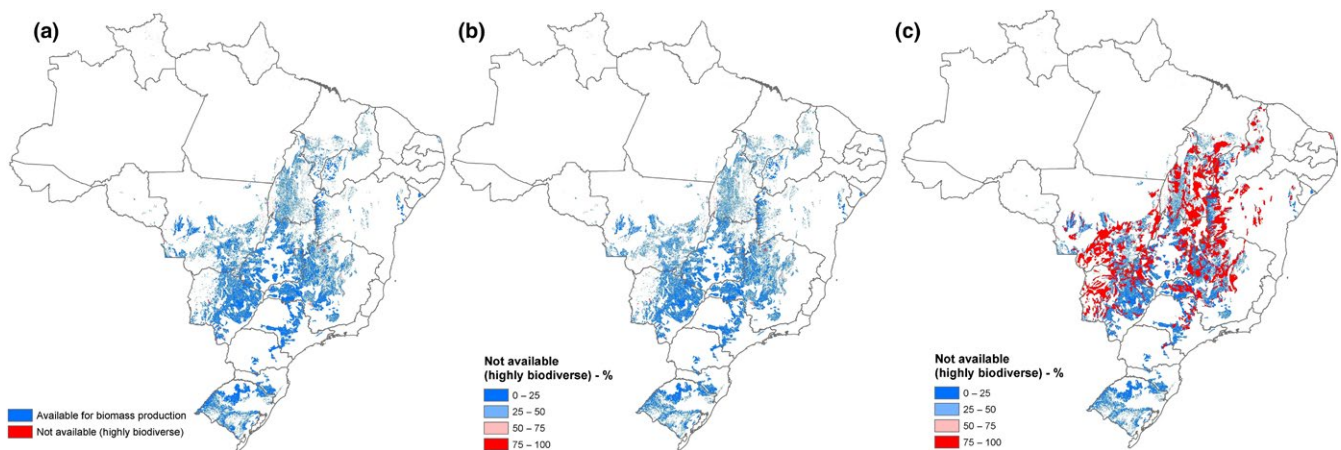 (a)
Available for biomass production
Not available (highly biodiverse)
(b)
Not available
(highly biodiverse) - %
0 – 25
25 – 50
50 – 75
75 – 100
(c)
Not available
(highly biodiverse) - %
0 – 25
25 – 50
50 – 75
75 – 100